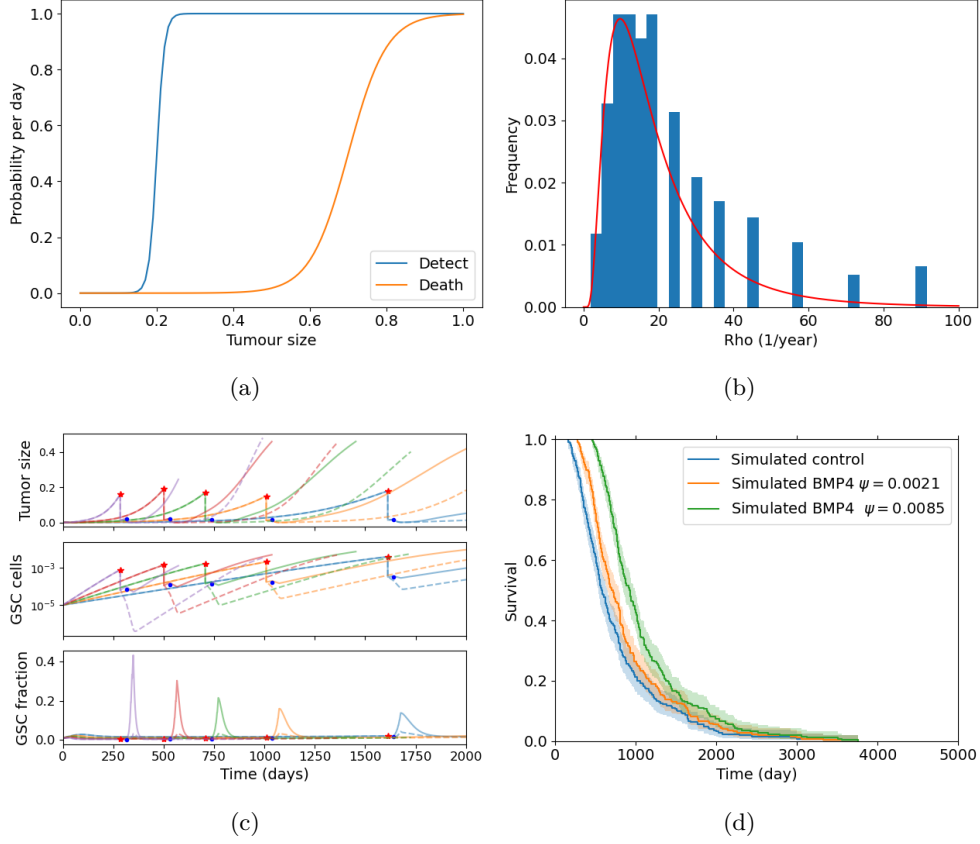 1.0
0.8
0.6
0.4
0.2
0.0
Probability per day
Detect
Death
0.0 0.2 0.4 0.6 0.8 1.0
Tumour size
(a)
0.04
0.03
0.02
0.01
0.00
Frequency
0 20 40 60 80 100
Rho (1/year)
(b)
Tumor size
0.4
0.2
0.0
GSC cells
10⁻³
10⁻⁵
GSC fraction
0.4
0.2
0.0
0 250 500 750 1000 1250 1500 1750 2000
Time (days)
(c)
1.0
0.8
0.6
0.4
0.2
0.0
Survival
Simulated control
Simulated BMP4 ψ = 0.0021
Simulated BMP4 ψ = 0.0085
0 1000 2000 3000 4000 5000
Time (day)
(d)